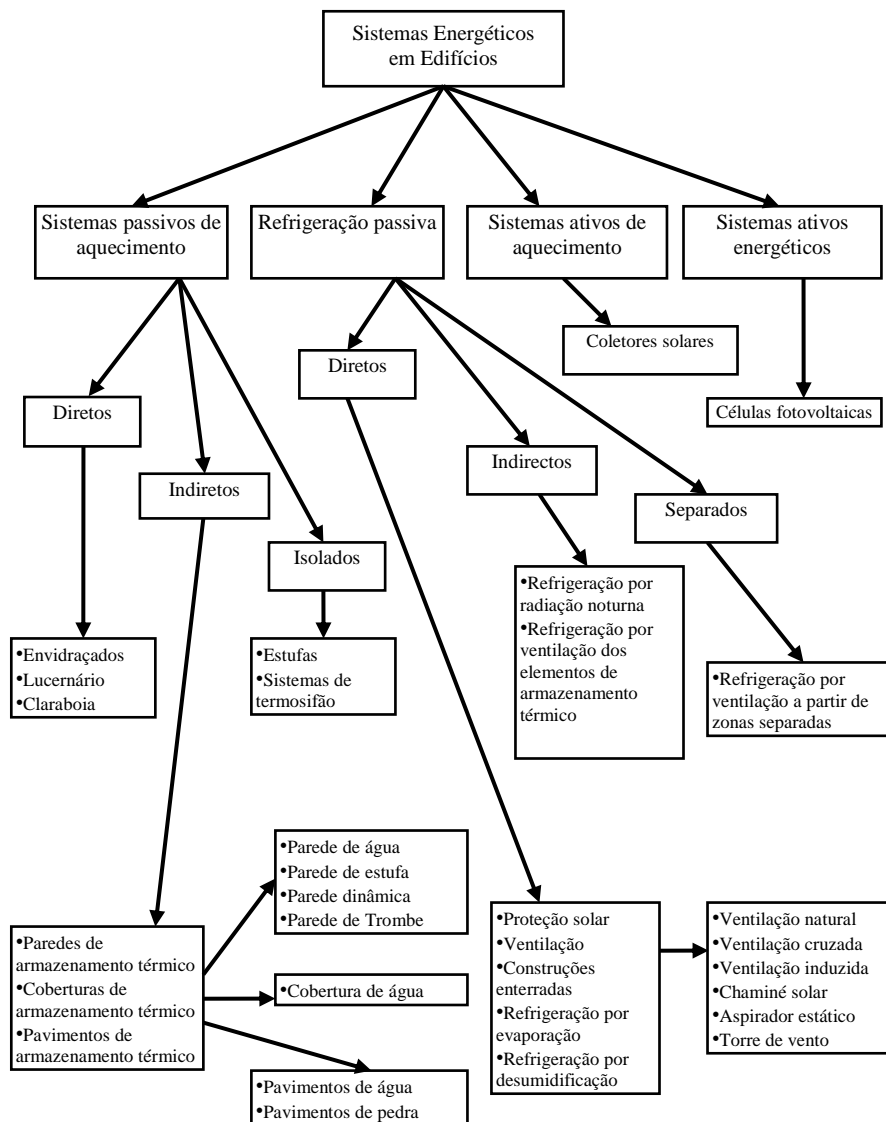 Sistemas Energéticos
em Edifícios
Sistemas passivos de
aquecimento
Refrigeração passiva
Sistemas ativos de
aquecimento
Sistemas ativos
energéticos
Coletores solares
Diretos
Células fotovoltaicas
Diretos
Indirectos
Indiretos
Separados
Isolados
•Refrigeração por
radiação noturna
•Refrigeração por
ventilação dos
elementos de
armazenamento
térmico
•Envidraçados
•Lucernário
•Claraboia
•Estufas
•Sistemas de
termosifão
•Refrigeração por
ventilação a partir de
zonas separadas
•Parede de água
•Parede de estufa
•Parede dinâmica
•Parede de Trombe
•Paredes de
armazenamento térmico
•Coberturas de
armazenamento térmico
•Pavimentos de
armazenamento térmico
•Cobertura de água
•Proteção solar
•Ventilação
•Construções
enterradas
•Refrigeração por
evaporação
•Refrigeração por
desumidificação
•Ventilação natural
•Ventilação cruzada
•Ventilação induzida
•Chaminé solar
•Aspirador estático
•Torre de vento
•Pavimentos de água
•Pavimentos de pedra